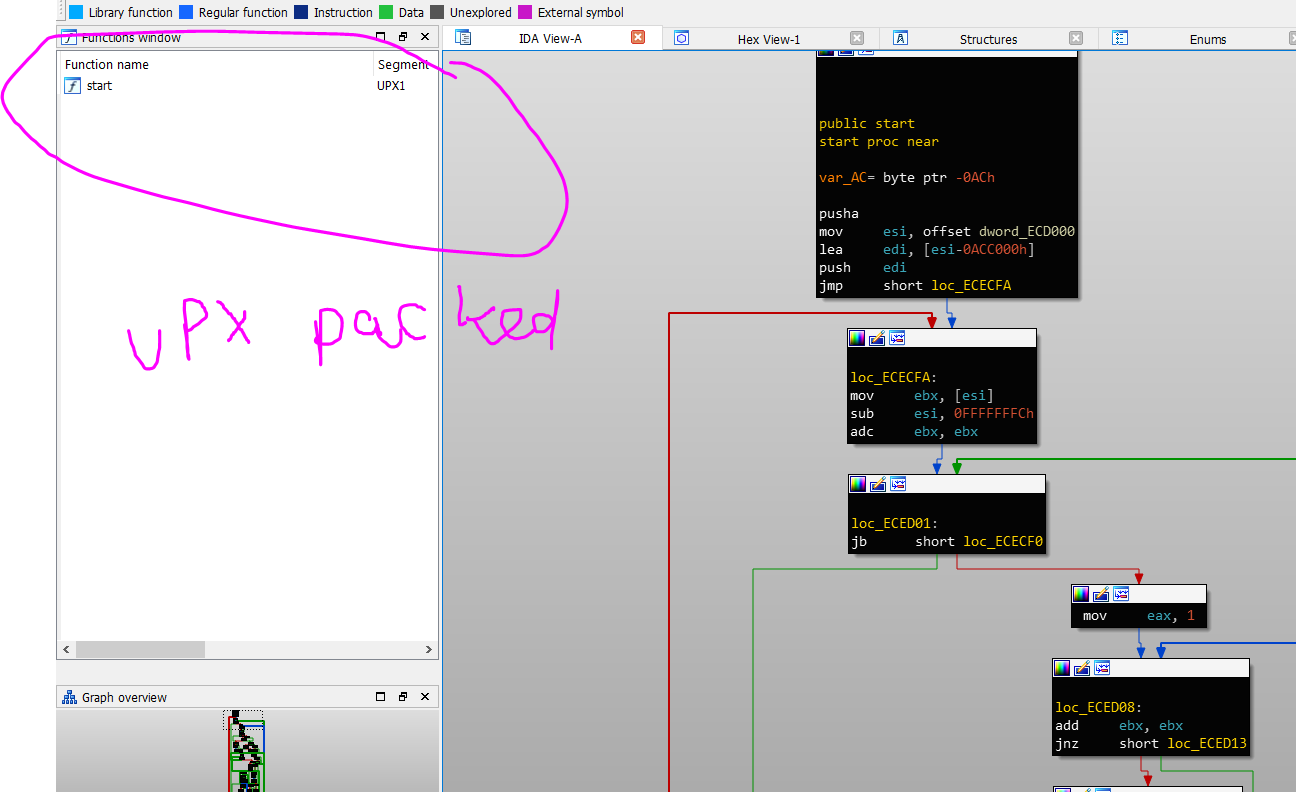 Library function Regular function Instruction Data Unexplored External symbol
Functions window
IDA View-A
Hex View-1
Structures
Enums
Function name Segment
start UPX1
UPX packed
Graph overview
public start
start proc near
var_AC= byte ptr -0ACh
pusha
mov esi, offset dword_ECD000
lea edi, [esi-0ACC000h]
push edi
jmp short loc_ECECFA
loc_ECECFA:
mov ebx, [esi]
sub esi, 0FFFFFFFCh
adc ebx, ebx
loc_ECED01:
jb short loc_ECECF0
mov eax, 1
loc_ECED08:
add ebx, ebx
jnz short loc_ECED13